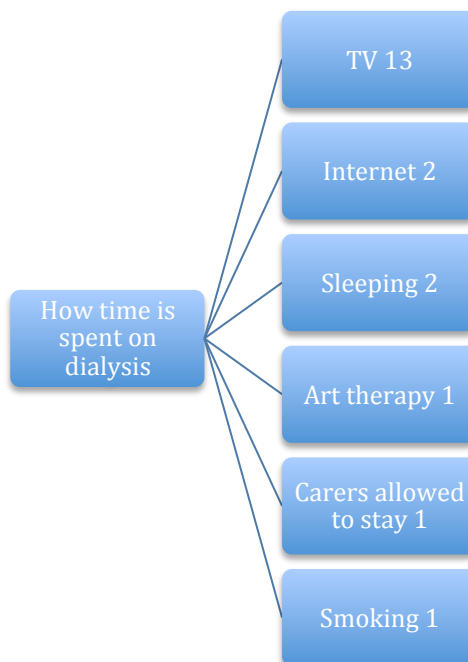 TV 13
Internet 2
Sleeping 2
How time is
spent on
dialysis
Art therapy 1
Carers allowed
to stay 1
Smoking 1